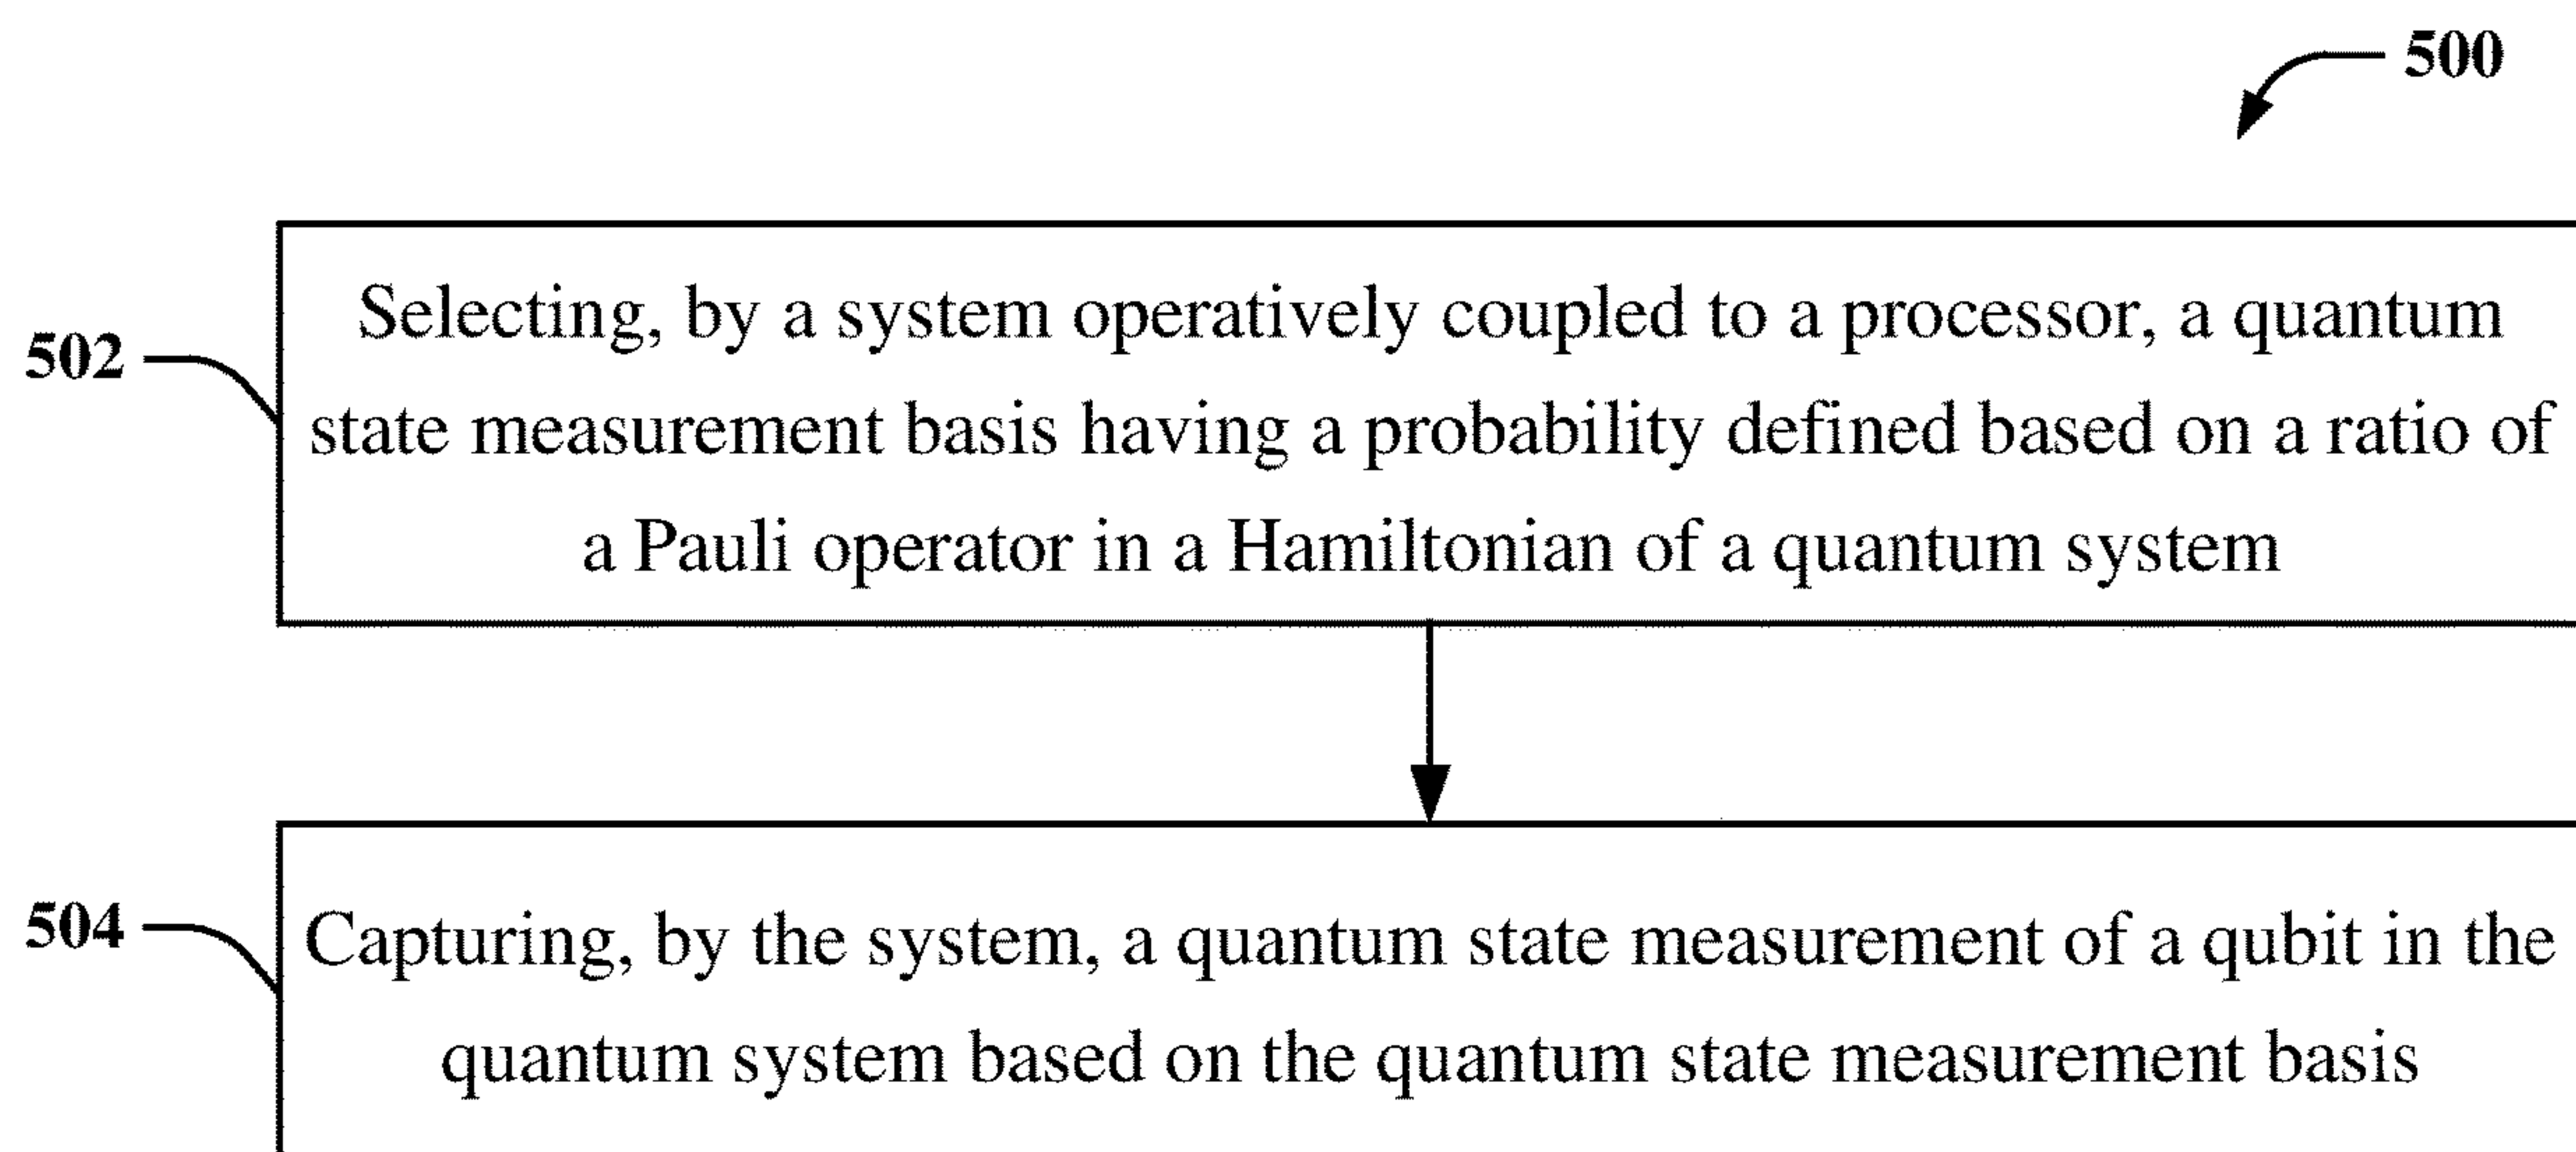 500
502
Selecting, by a system operatively coupled to a processor, a quantum
state measurement basis having a probability defined based on a ratio of
a Pauli operator in a Hamiltonian of a quantum system
504
Capturing, by the system, a quantum state measurement of a qubit in the
quantum system based on the quantum state measurement basis